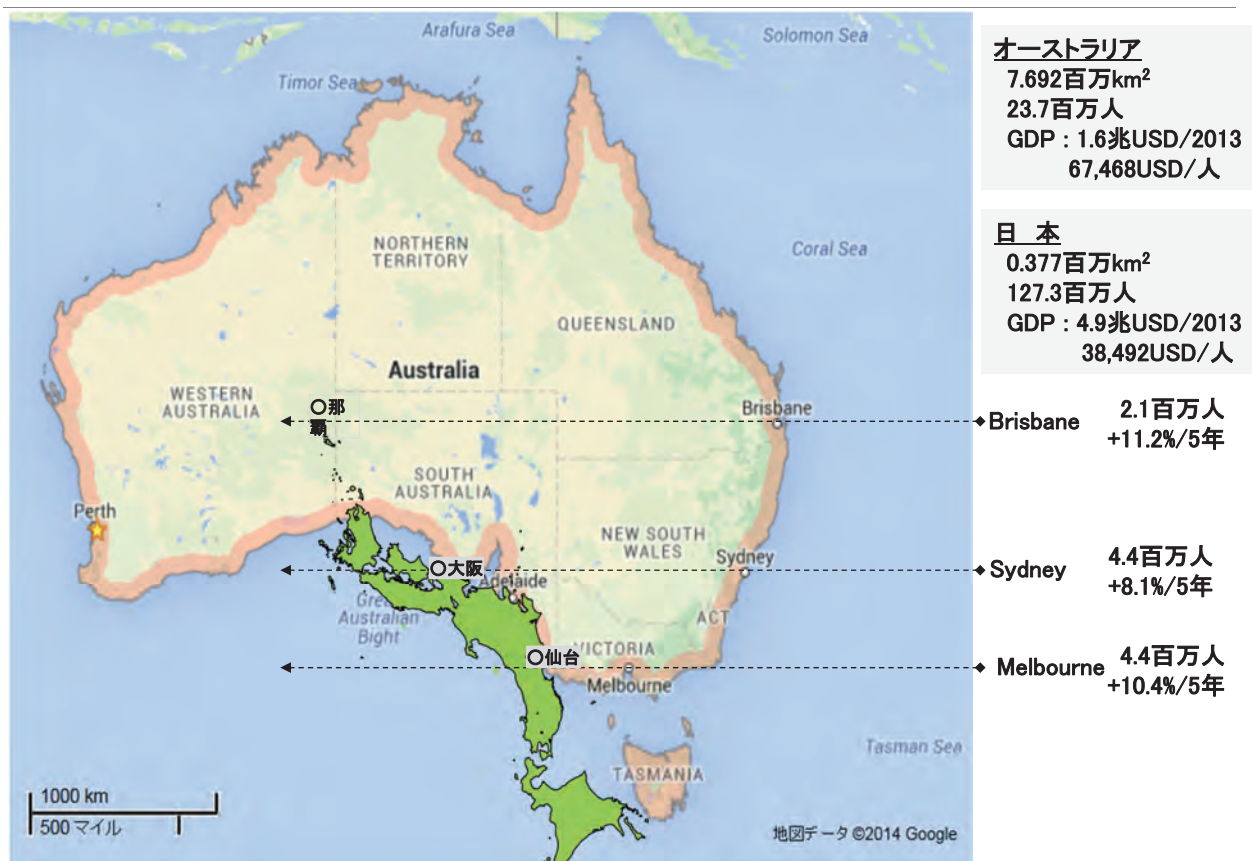 Arafura Sea
Solomon Sea
Timor Sea
Coral Sea
NORTHERN
TERRITORY
QUEENSLAND
Australia
WESTERN
AUSTRALIA
○那
覇
Brisbane
SOUTH
AUSTRALIA
Perth
NEW SOUTH
WALES
Sydney
○大阪
Adelaide
Great
Australian
Bight
ACT
VICTORIA
○仙台
Melbourne
Tasman Sea
TASMANIA
1000 km
500 マイル
地図データ ©2014 Google
オーストラリア
7.692百万km²
23.7百万人
GDP：1.6兆USD/2013
67,468USD/人
日　本
0.377百万km²
127.3百万人
GDP：4.9兆USD/2013
38,492USD/人
Brisbane 2.1百万人
+11.2%/5年
Sydney 4.4百万人
+8.1%/5年
Melbourne 4.4百万人
+10.4%/5年